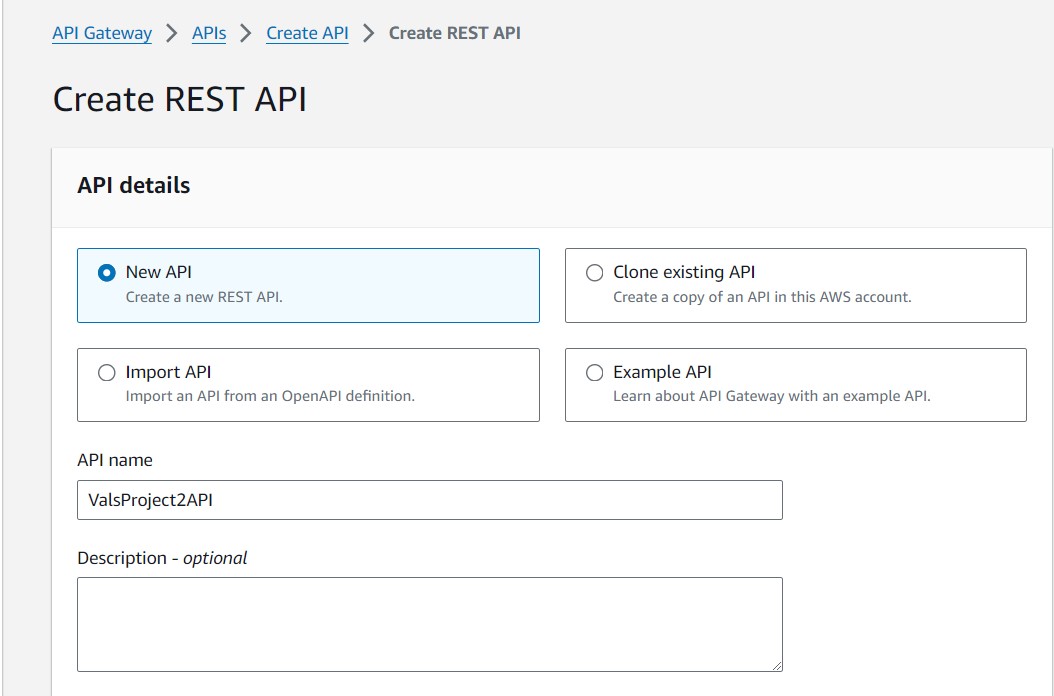 API Gateway > APIs > Create API > Create REST API
Create REST API
API details
New API
Create a new REST API.
Clone existing API
Create a copy of an API in this AWS account.
Import API
Import an API from an OpenAPI definition.
Example API
Learn about API Gateway with an example API.
API name
ValsProject2API
Description - optional